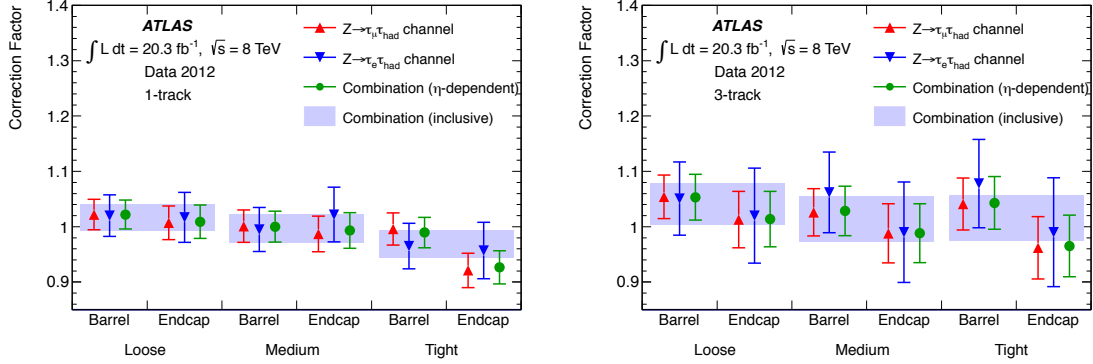 Correction Factor
1.4
1.3
1.2
1.1
1
0.9
ATLAS
∫ L dt = 20.3 fb⁻¹, √s = 8 TeV
Data 2012
1-track
Z→τμτhad channel
Z→τeτhad channel
Combination (η-dependent)
Combination (inclusive)
Barrel Endcap Barrel Endcap Barrel Endcap
Loose Medium Tight
Correction Factor
1.4
1.3
1.2
1.1
1
0.9
ATLAS
∫ L dt = 20.3 fb⁻¹, √s = 8 TeV
Data 2012
3-track
Z→τμτhad channel
Z→τeτhad channel
Combination (η-dependent)
Combination (inclusive)
Barrel Endcap Barrel Endcap Barrel Endcap
Loose Medium Tight